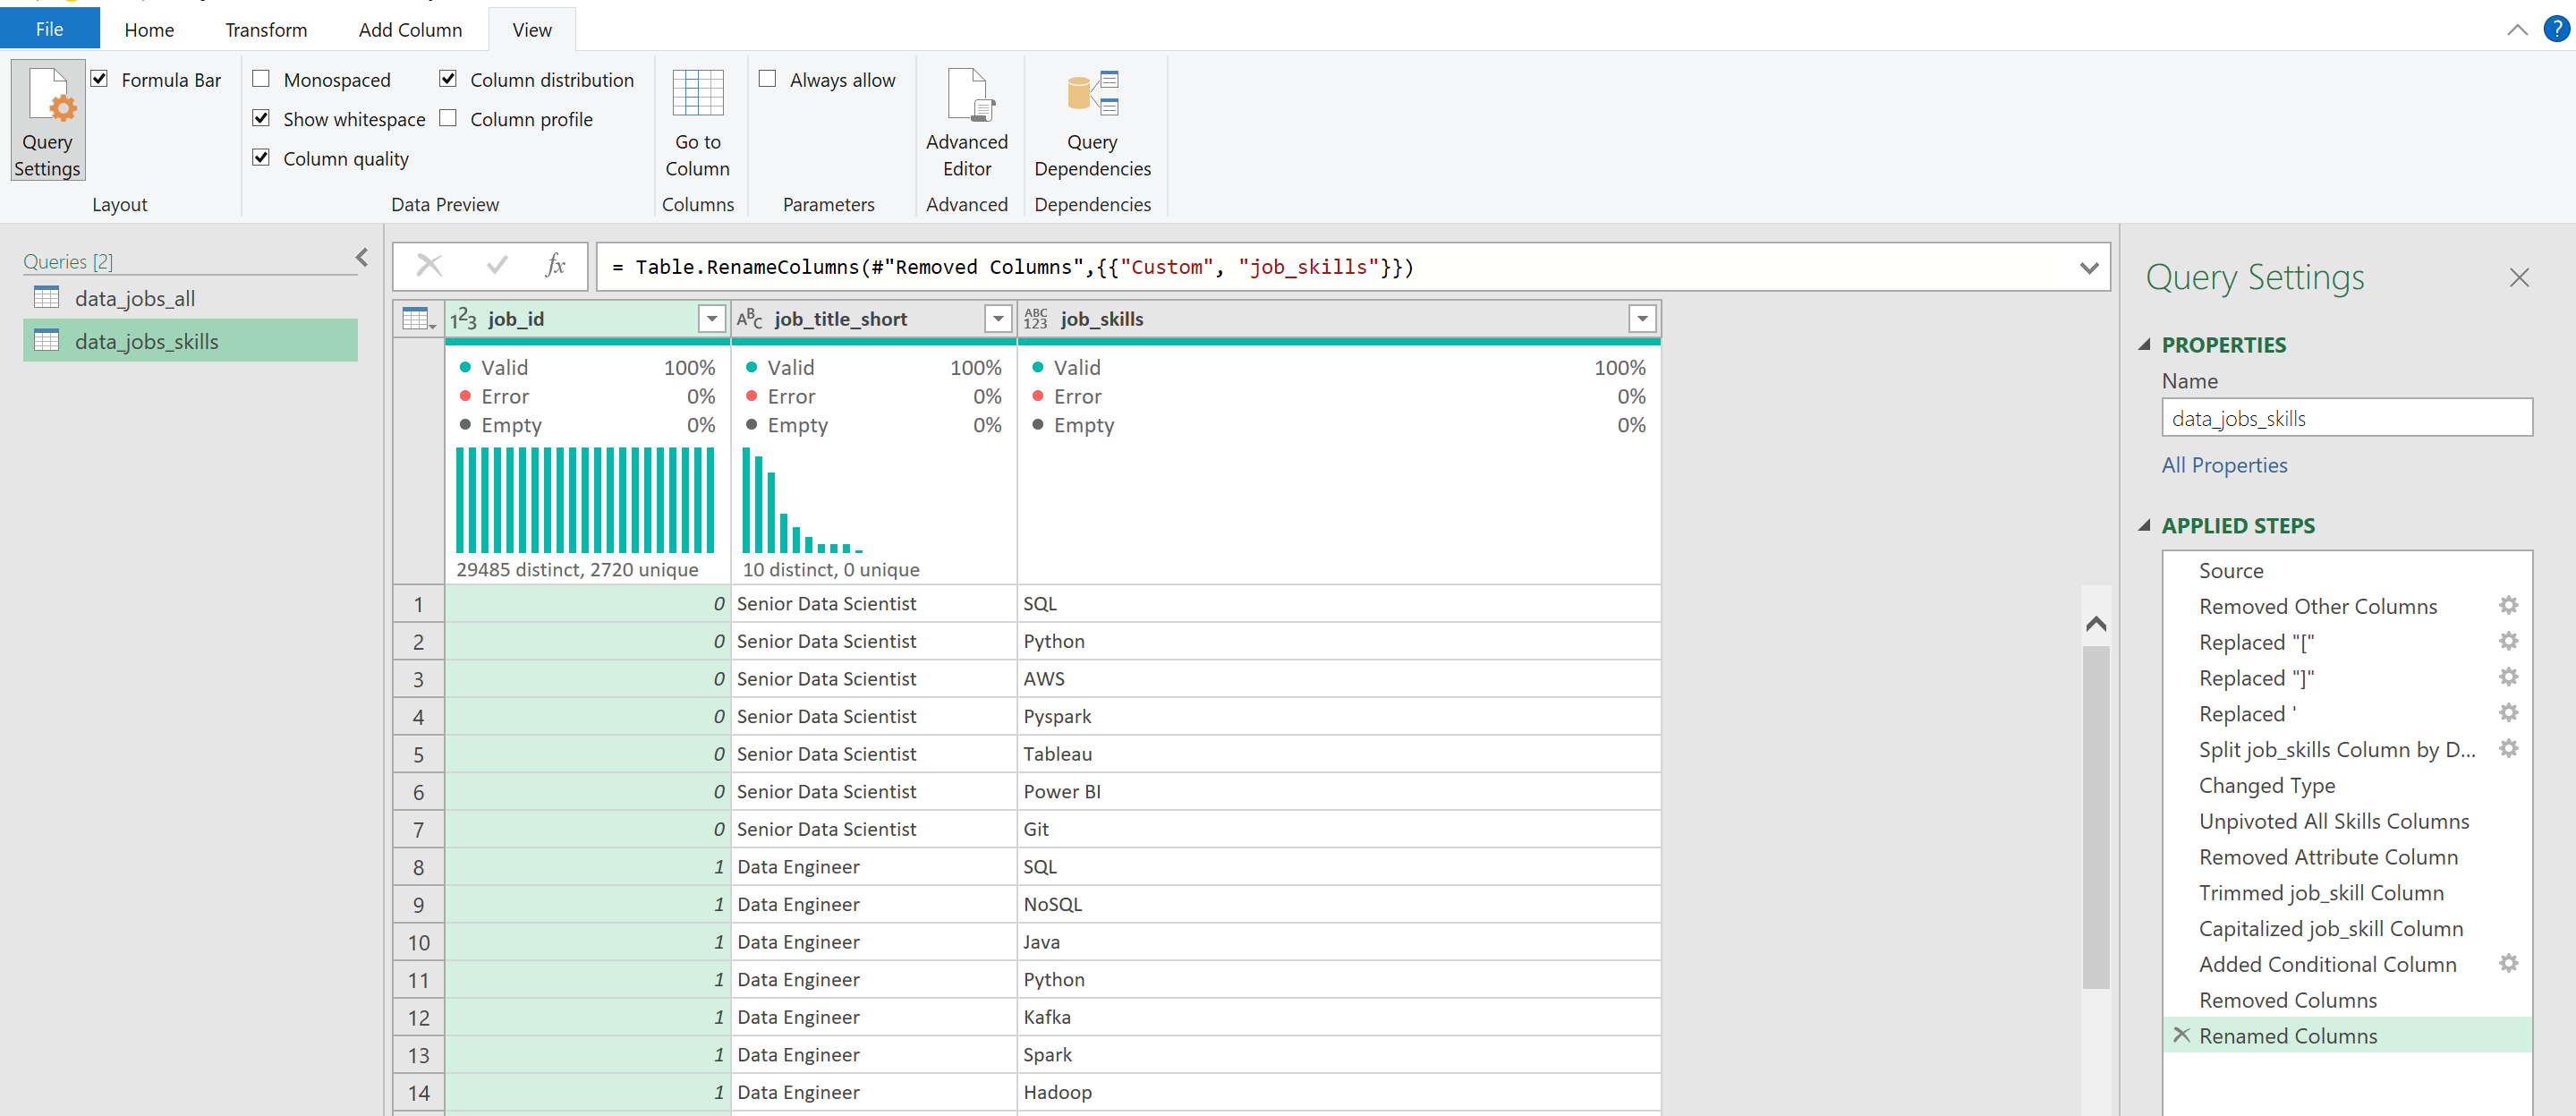 File Home Transform Add Column View ?
Query Settings
Formula Bar
Layout
Monospaced
Show whitespace
Column quality
Column distribution
Column profile
Data Preview
Go to Column
Columns
Always allow
Parameters
Advanced Editor
Advanced
Query Dependencies
Dependencies
Queries [2]
data_jobs_all
data_jobs_skills
fx = Table.RenameColumns(#"Removed Columns",{{"Custom", "job_skills"}})
123 job_id ABC job_title_short ABC 123 job_skills
Valid 100% Valid 100% Valid 100%
Error 0% Error 0% Error 0%
Empty 0% Empty 0% Empty 0%
29485 distinct, 2720 unique 10 distinct, 0 unique
1 0 Senior Data Scientist SQL
2 0 Senior Data Scientist Python
3 0 Senior Data Scientist AWS
4 0 Senior Data Scientist Pyspark
5 0 Senior Data Scientist Tableau
6 0 Senior Data Scientist Power BI
7 0 Senior Data Scientist Git
8 1 Data Engineer SQL
9 1 Data Engineer NoSQL
10 1 Data Engineer Java
11 1 Data Engineer Python
12 1 Data Engineer Kafka
13 1 Data Engineer Spark
14 1 Data Engineer Hadoop
Query Settings
PROPERTIES
Name
data_jobs_skills
All Properties
APPLIED STEPS
Source
Removed Other Columns
Replaced "["
Replaced "]"
Replaced '
Split job_skills Column by D...
Changed Type
Unpivoted All Skills Columns
Removed Attribute Column
Trimmed job_skill Column
Capitalized job_skill Column
Added Conditional Column
Removed Columns
Renamed Columns